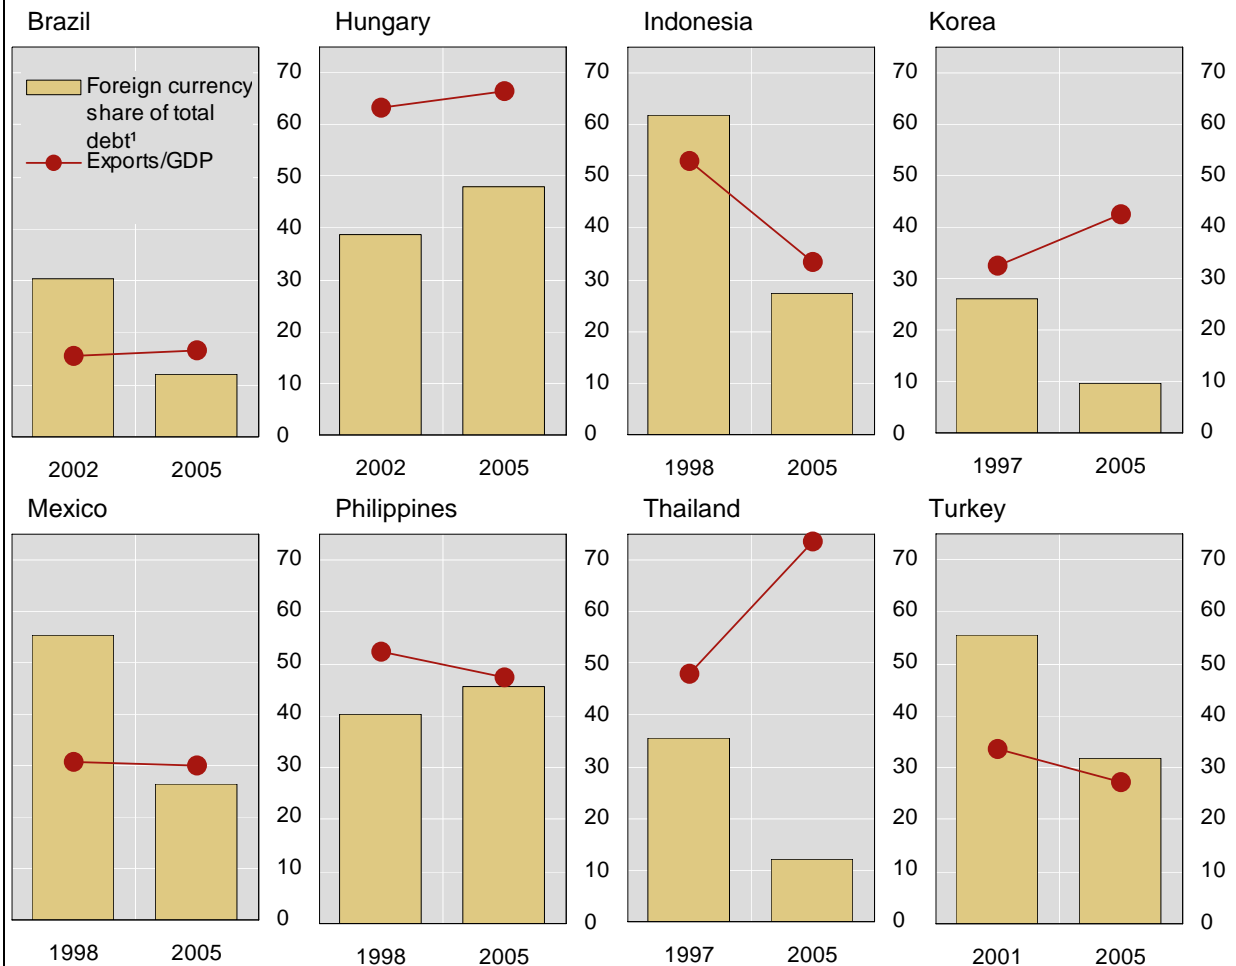 Brazil Hungary Indonesia Korea
Foreign currency
share of total
debt¹
Exports/GDP
70 70 70 70
60 60 60 60
50 50 50 50
40 40 40 40
30 30 30 30
20 20 20 20
10 10 10 10
0 0 0 0
2002 2005 2002 2005 1998 2005 1997 2005
Mexico Philippines Thailand Turkey
70 70 70 70
60 60 60 60
50 50 50 50
40 40 40 40
30 30 30 30
20 20 20 20
10 10 10 10
0 0 0 0
1998 2005 1998 2005 1997 2005 2001 2005